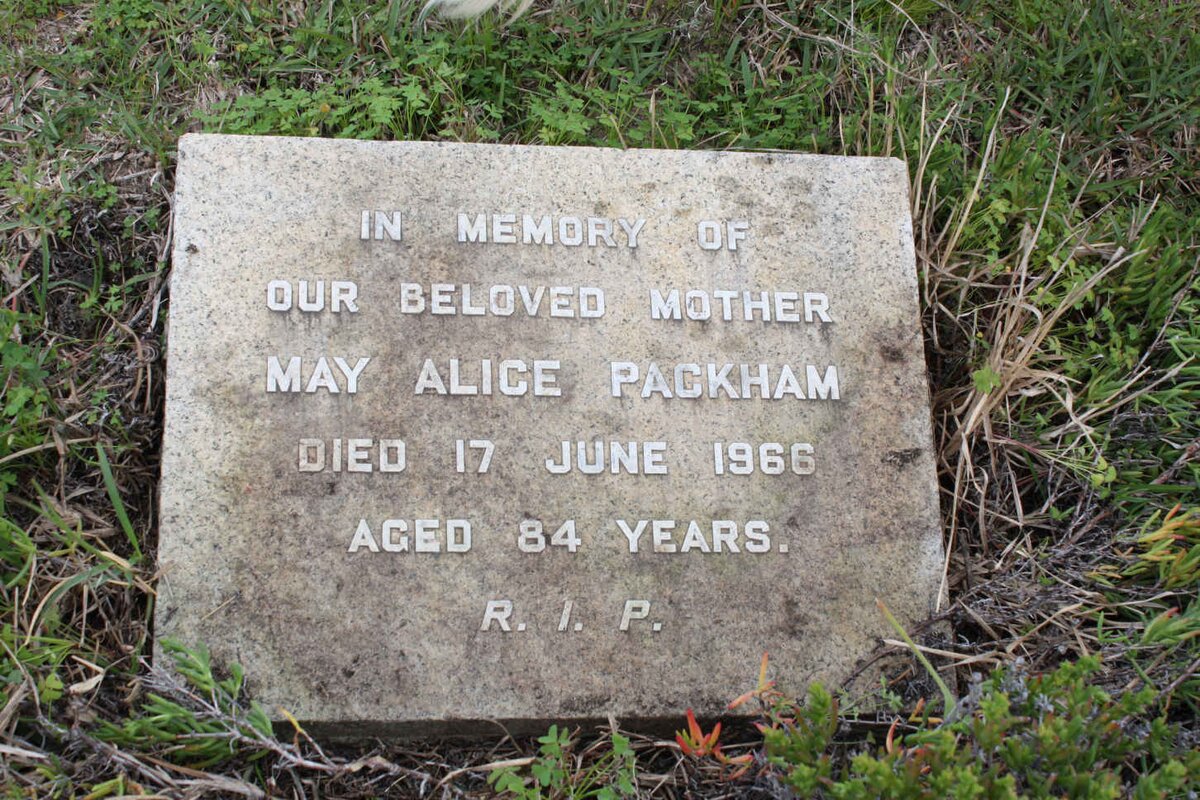 IN MEMORY OF
OUR BELOVED MOTHER
MAY ALICE PACKHAM
DIED 17 JUNE 1966
AGED 84 YEARS.
R. I. P.